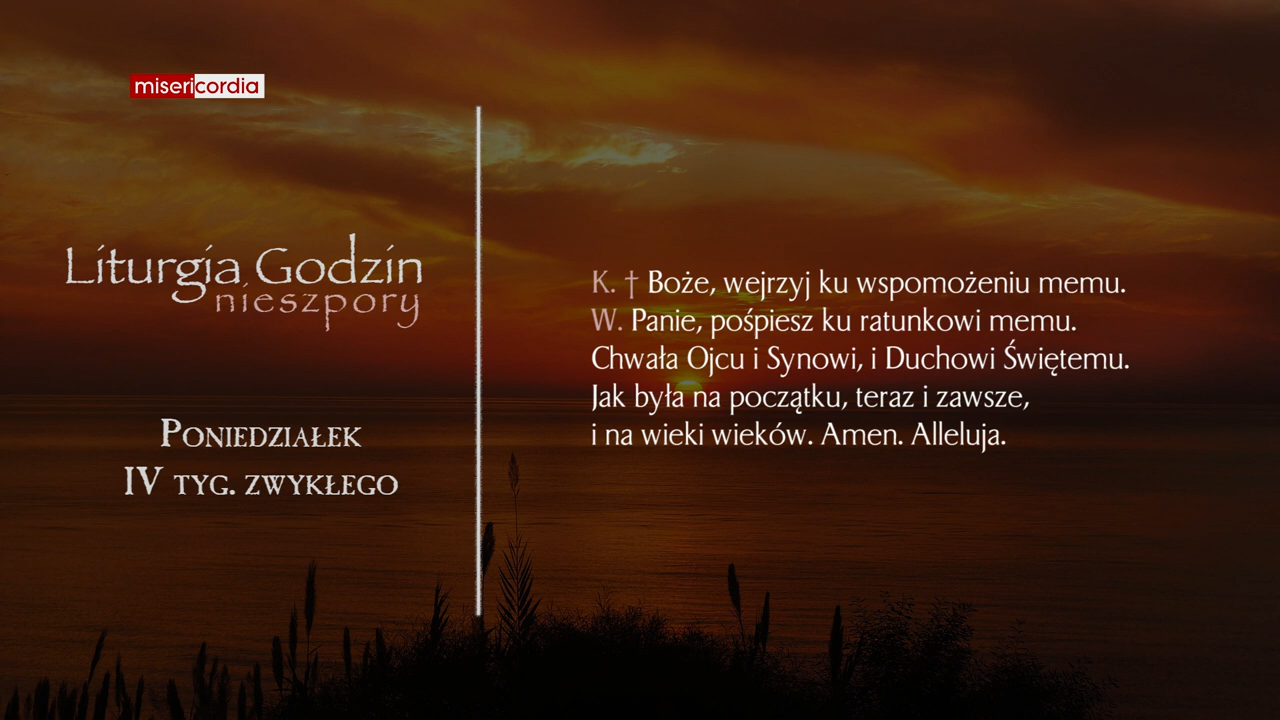 misericordia
Liturgia Godzin
nieszpory
Poniedziałek
IV tyg. zwykłego
K. † Boże, wejrzyj ku wspomożeniu memu.
W. Panie, pośpiesz ku ratunkowi memu.
Chwała Ojcu i Synowi, i Duchowi Świętemu.
Jak była na początku, teraz i zawsze,
i na wieki wieków. Amen. Alleluja.